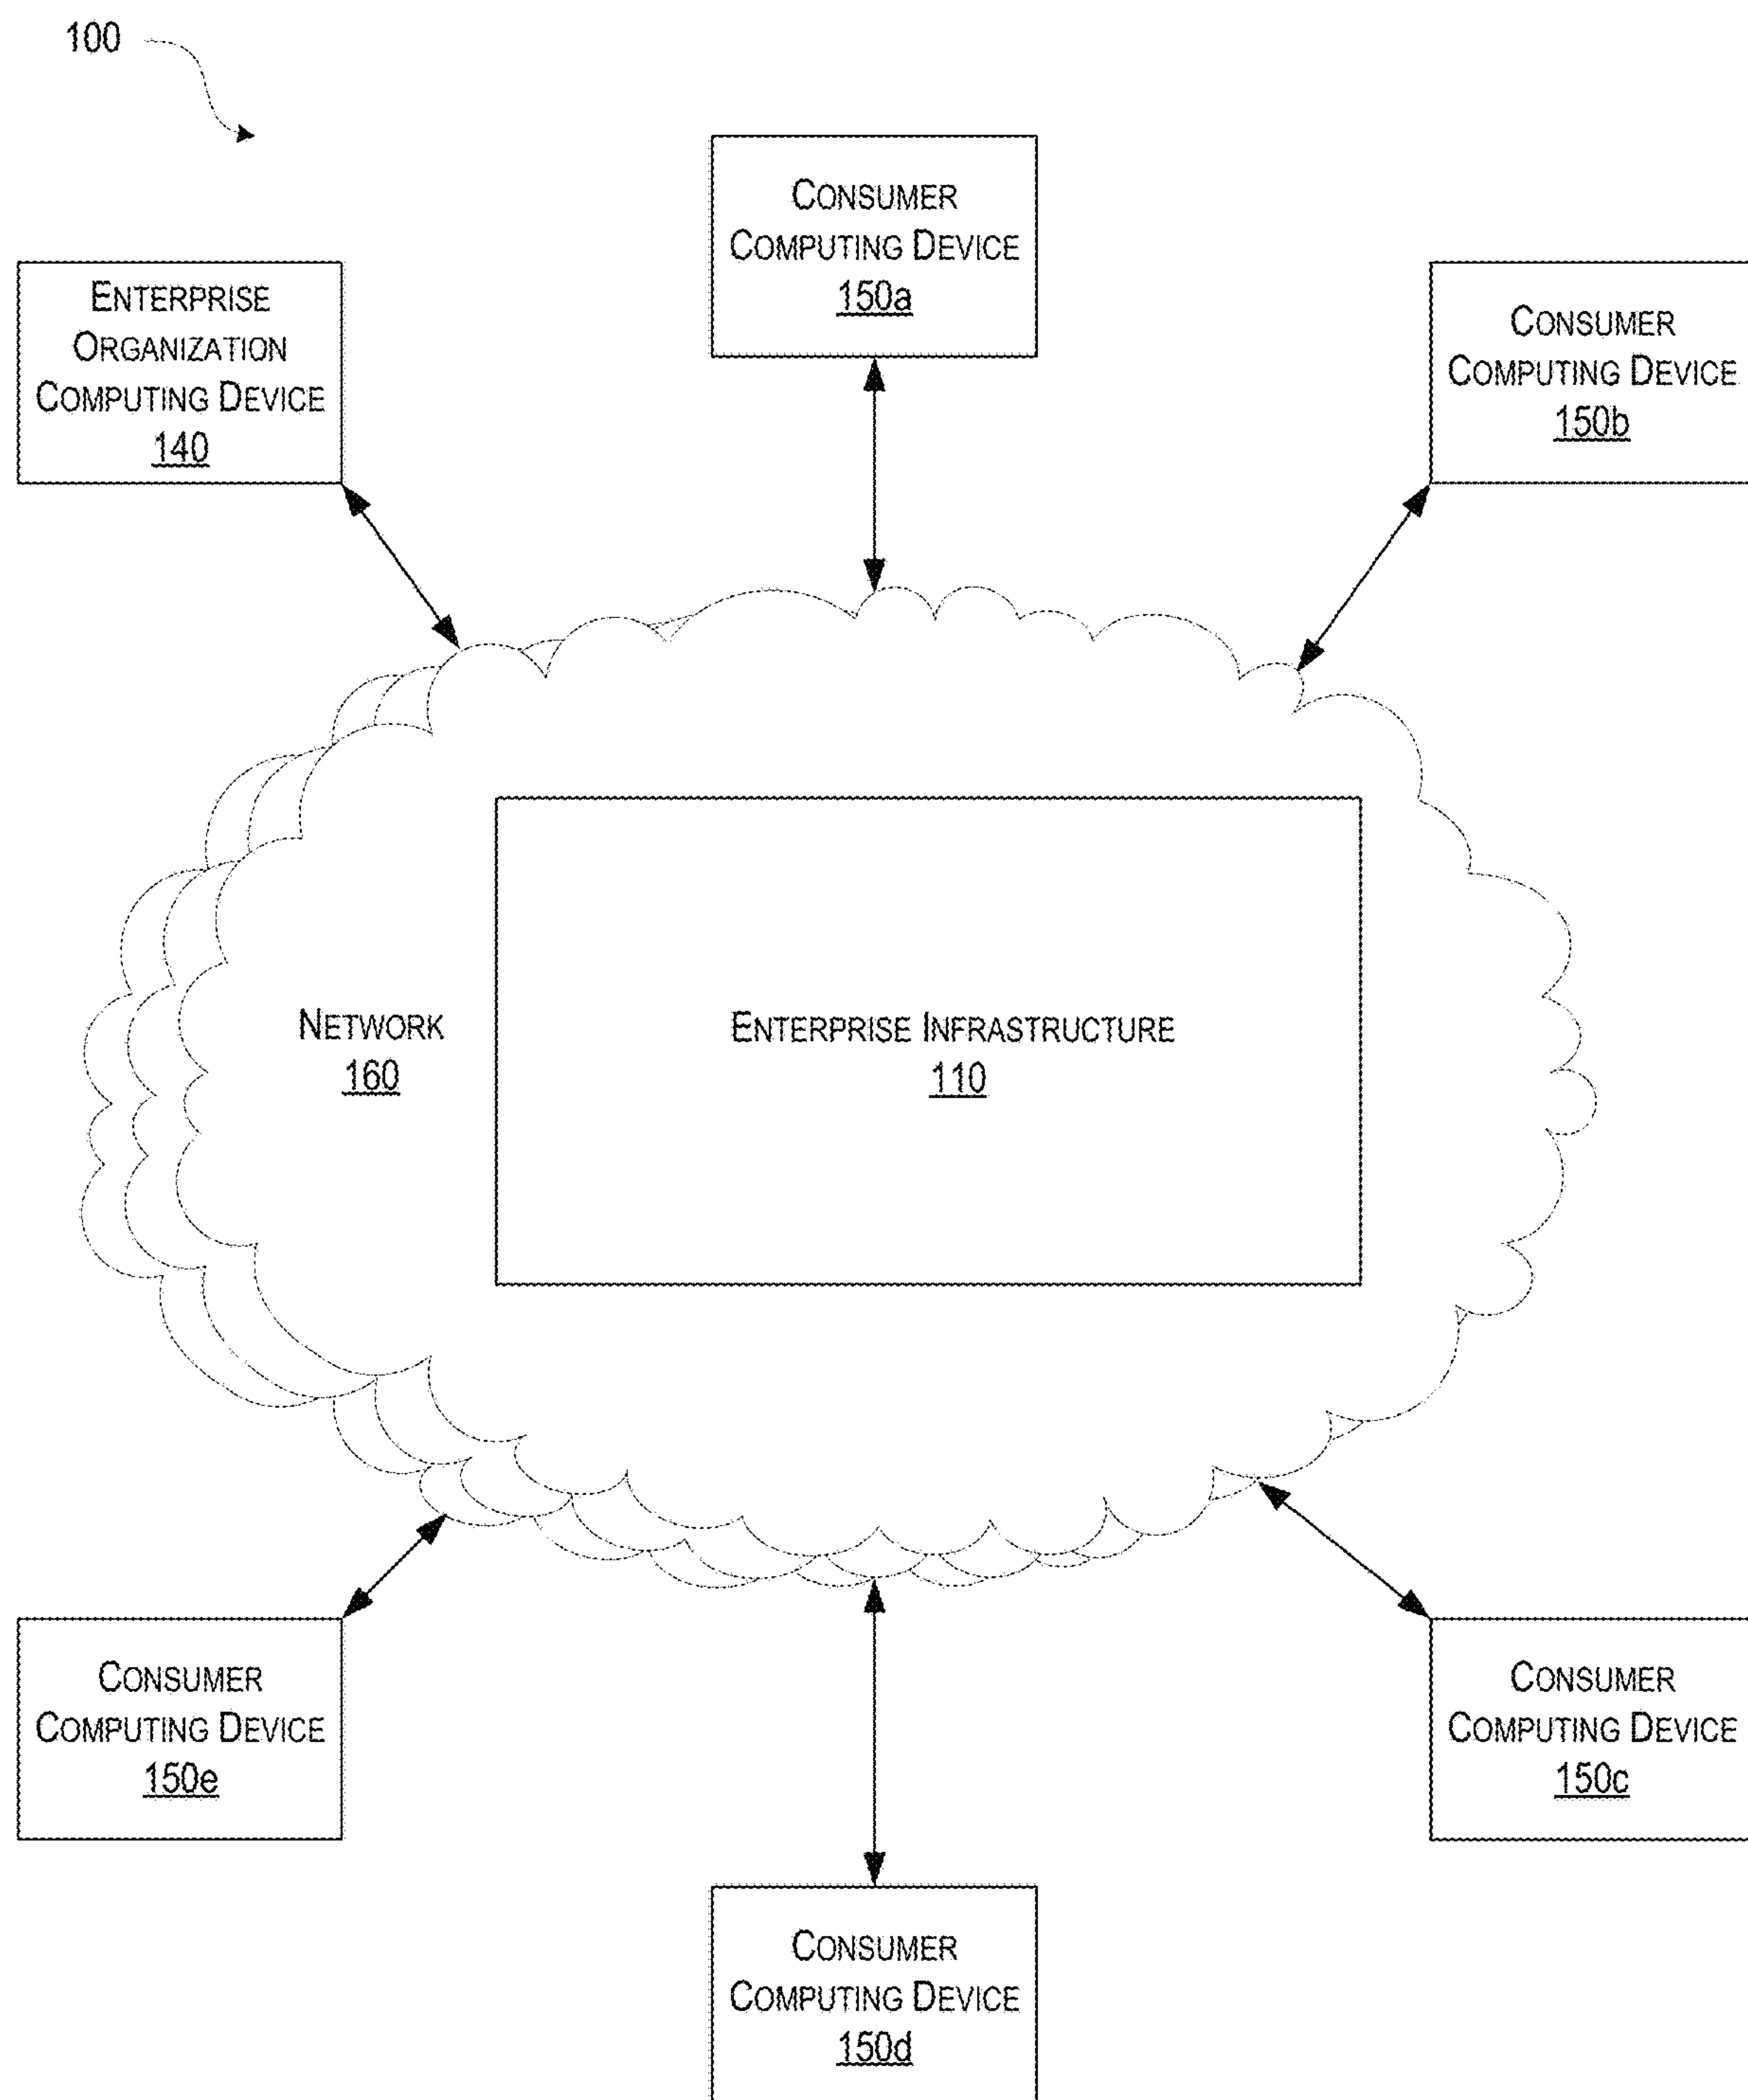 100
CONSUMER
COMPUTING DEVICE
150a
ENTERPRISE
ORGANIZATION
COMPUTING DEVICE
140
CONSUMER
COMPUTING DEVICE
150b
NETWORK
160
ENTERPRISE INFRASTRUCTURE
110
CONSUMER
COMPUTING DEVICE
150e
CONSUMER
COMPUTING DEVICE
150c
CONSUMER
COMPUTING DEVICE
150d